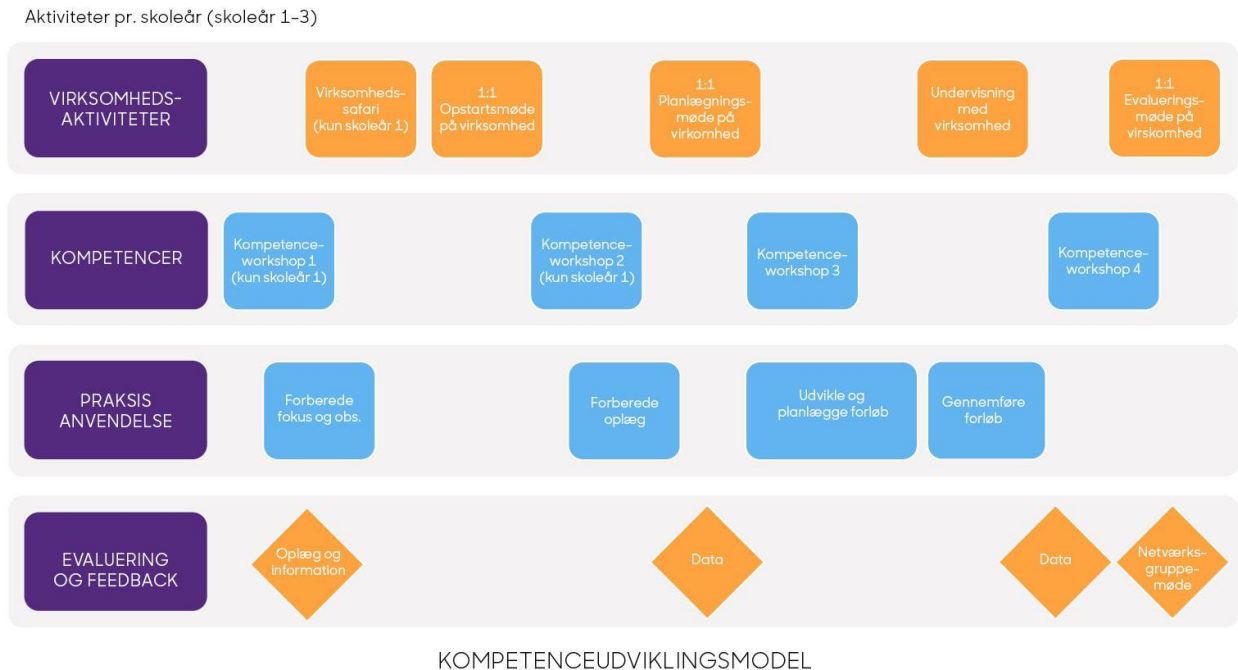 Aktiviteter pr. skoleår (skoleår 1-3)
VIRKSOMHEDS-
AKTIVITETER
Virksomheds-
safari
(kun skoleår 1)
1:1
Opstartsmøde
på virksomhed
1:1
Planlægnings-
møde på
virkomhed
Undervisning
med
virksomhed
1:1
Evaluerings-
møde på
virskomhed
KOMPETENCER
Kompetence-
workshop 1
(kun skoleår 1)
Kompetence-
workshop 2
(kun skoleår 1)
Kompetence-
workshop 3
Kompetence-
workshop 4
PRAKSIS
ANVENDELSE
Forberede
fokus og obs.
Forberede
oplæg
Udvikle og
planlægge forløb
Gennemføre
forløb
EVALUERING
OG FEEDBACK
Oplæg og
information
Data
Data
Netværks-
gruppe-
møde
KOMPETENCEUDVIKLINGSMODEL